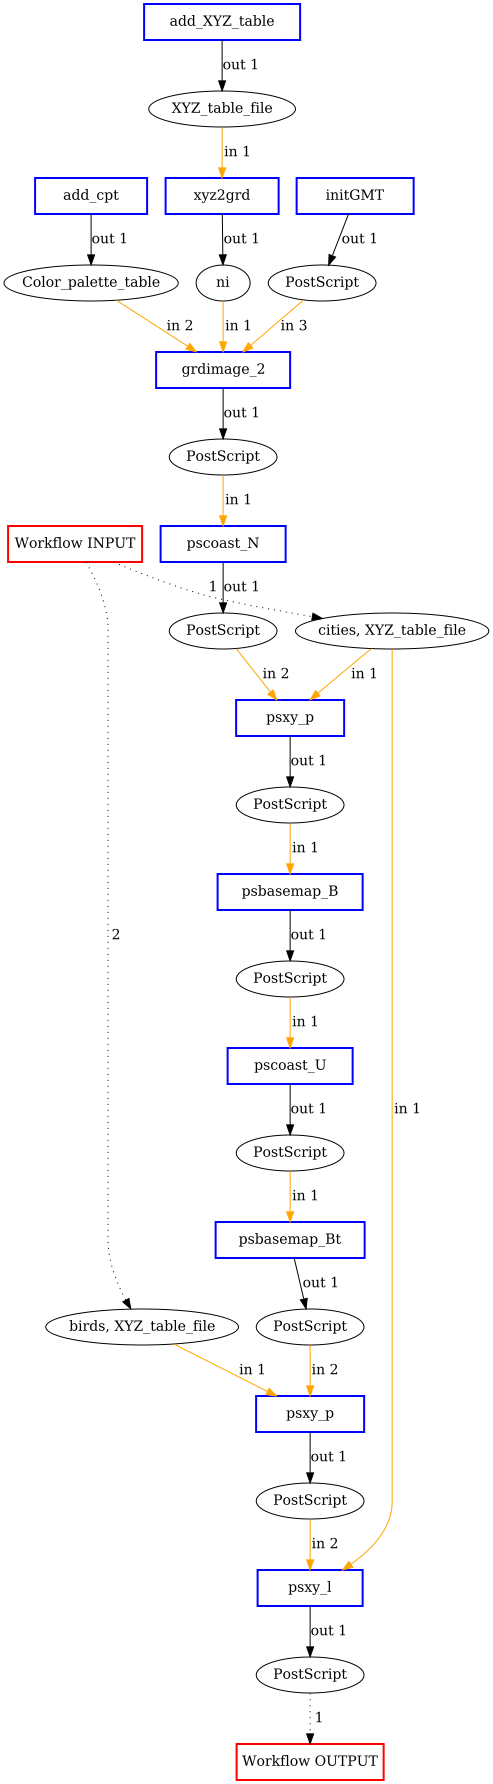 add_XYZ_table
out 1
XYZ_table_file
in 1
add_cpt
xyz2grd
initGMT
out 1
out 1
out 1
Color_palette_table
ni
PostScript
in 2
in 1
in 3
grdimage_2
out 1
PostScript
in 1
Workflow INPUT
pscoast_N
1
out 1
PostScript
cities, XYZ_table_file
in 2
in 1
psxy_p
out 1
PostScript
in 1
psbasemap_B
2
out 1
PostScript
in 1
pscoast_U
out 1
in 1
PostScript
in 1
psbasemap_Bt
out 1
birds, XYZ_table_file
PostScript
in 1
in 2
psxy_p
out 1
PostScript
in 2
psxy_l
out 1
PostScript
1
Workflow OUTPUT